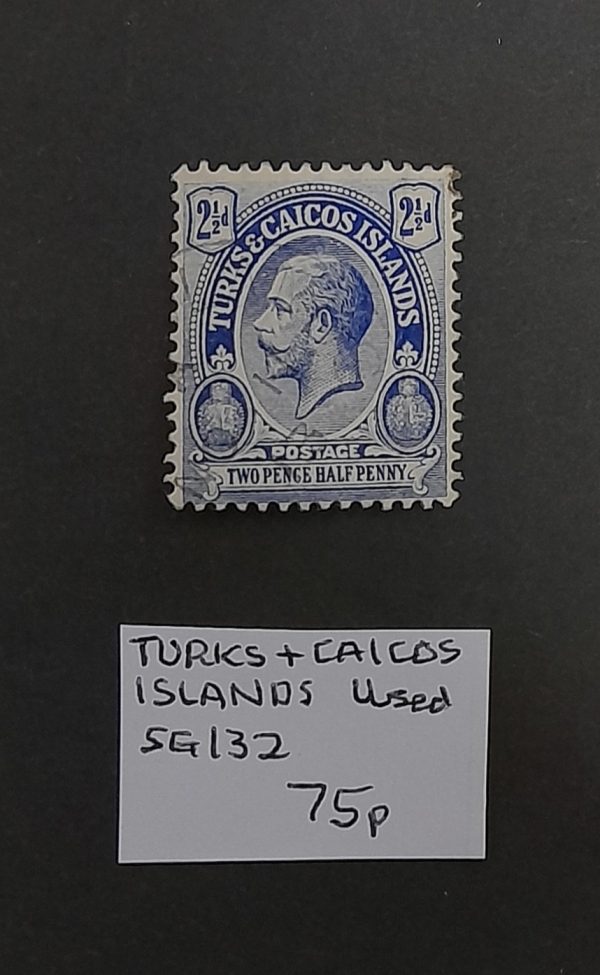 2½d 2½d
TURKS & CAICOS ISLANDS
POSTAGE
TWO PENCE HALF PENNY
TURKS + CAICOS
ISLANDS Used
SG132
75p